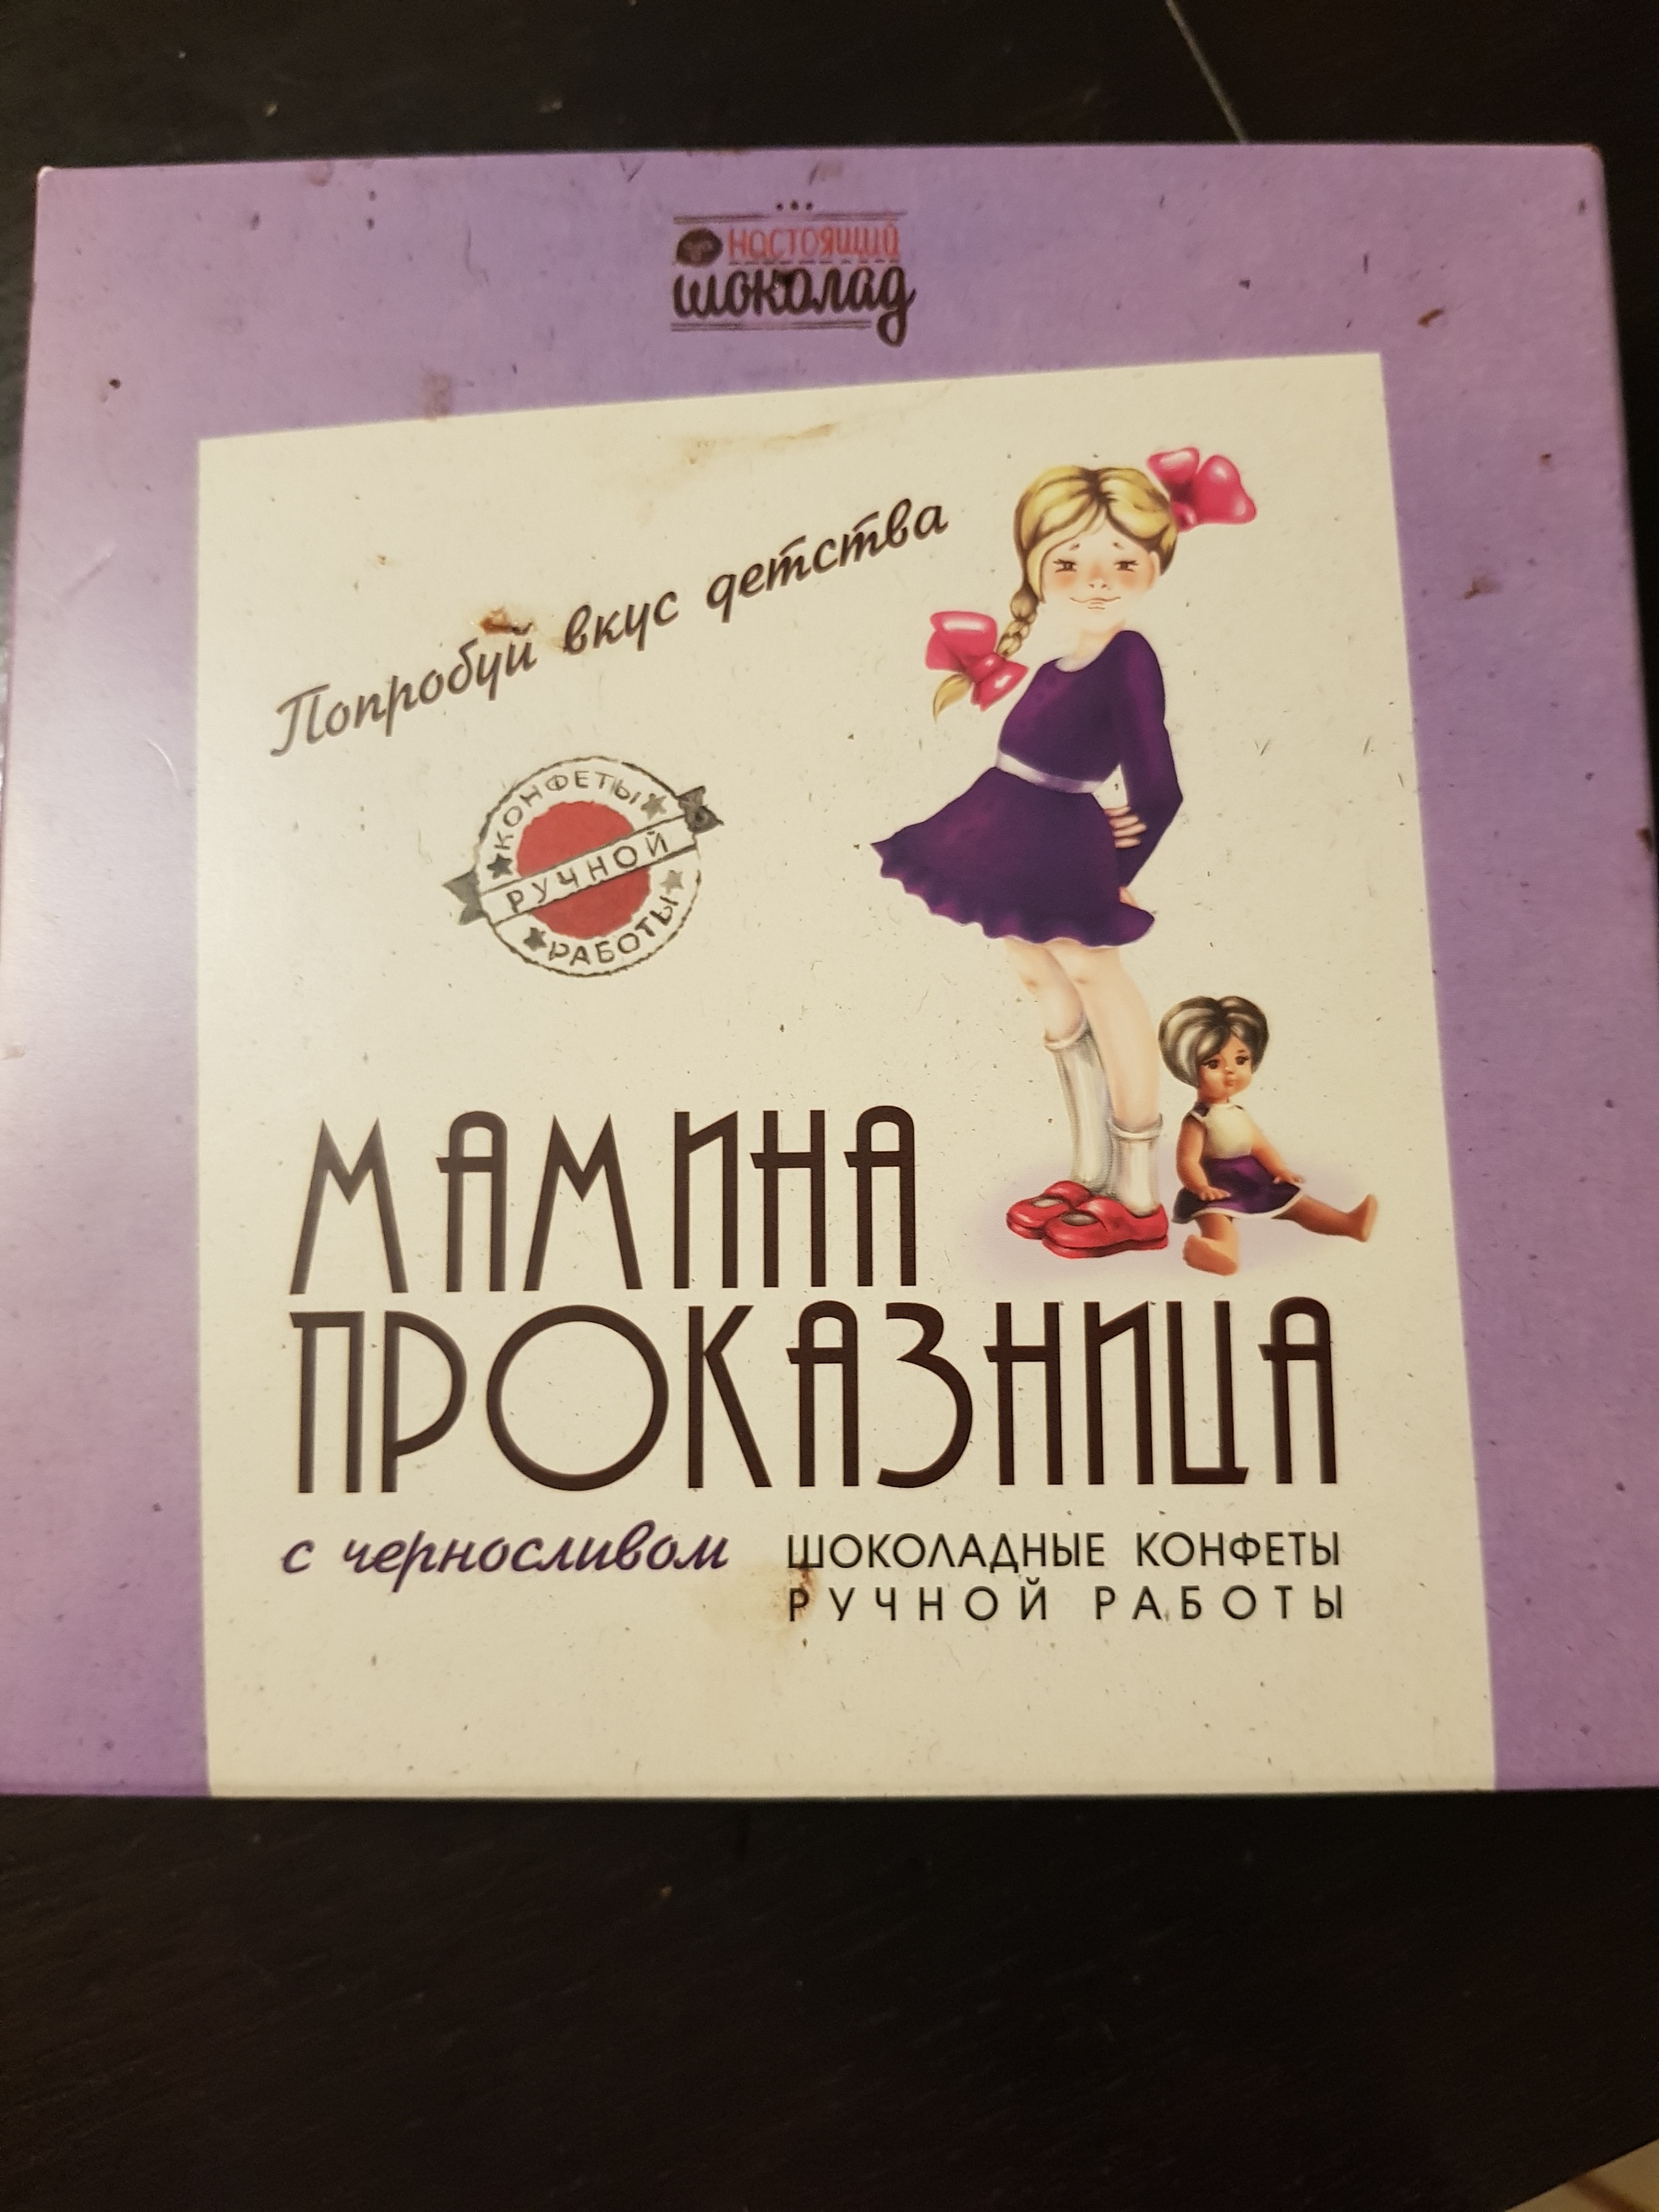 настоящий
шоколад
Попробуй вкус детства
КОНФЕТЫ
РУЧНОЙ
РАБОТЫ
МАМИНА
ПРОКАЗНИЦА
с черносливом
ШОКОЛАДНЫЕ КОНФЕТЫ
РУЧНОЙ РАБОТЫ